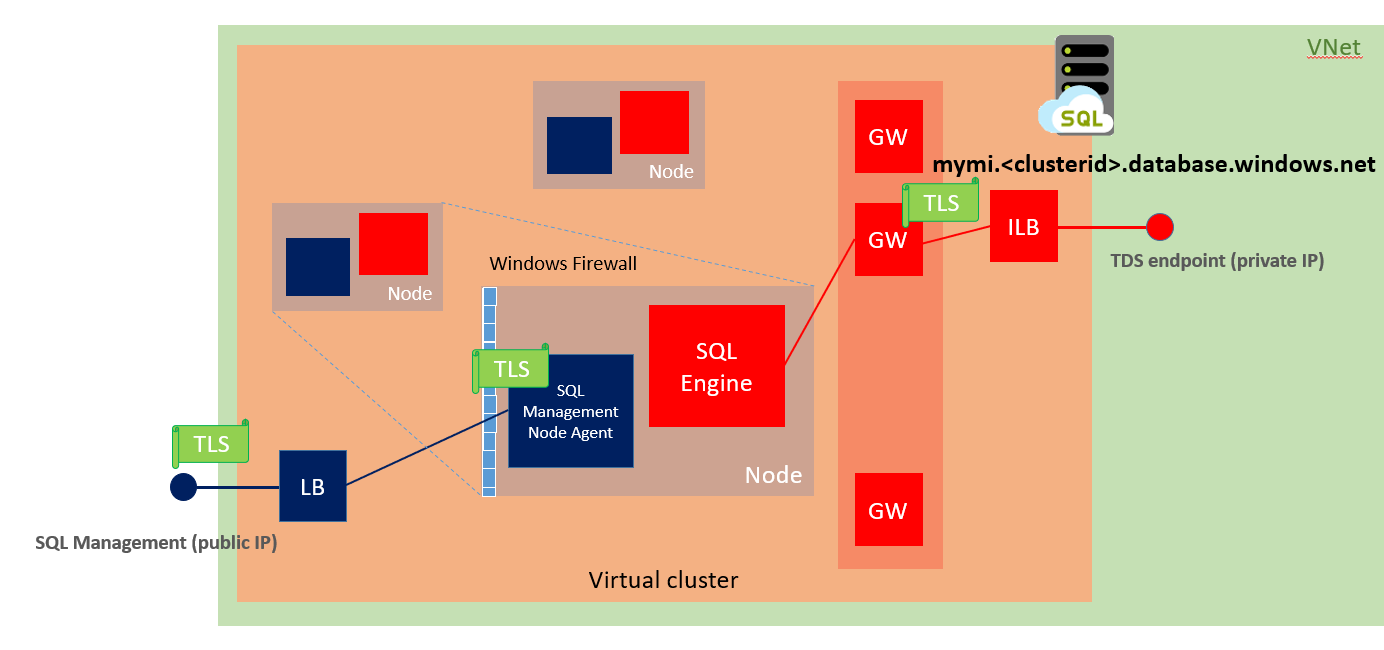 VNet
SQL
GW
mymi.<clusterid>.database.windows.net
Node
TLS
GW
ILB
TDS endpoint (private IP)
Node
Windows Firewall
SQL
Engine
TLS
SQL
Management
Node Agent
TLS
LB
Node
GW
SQL Management (public IP)
Virtual cluster